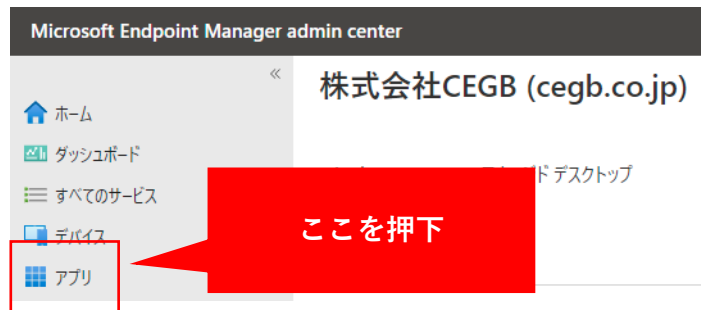 Microsoft Endpoint Manager admin center
«
株式会社CEGB (cegb.co.jp)
ホーム
ダッシュボード
すべてのサービス
デバイス
アプリ
デスクトップ
ここを押下